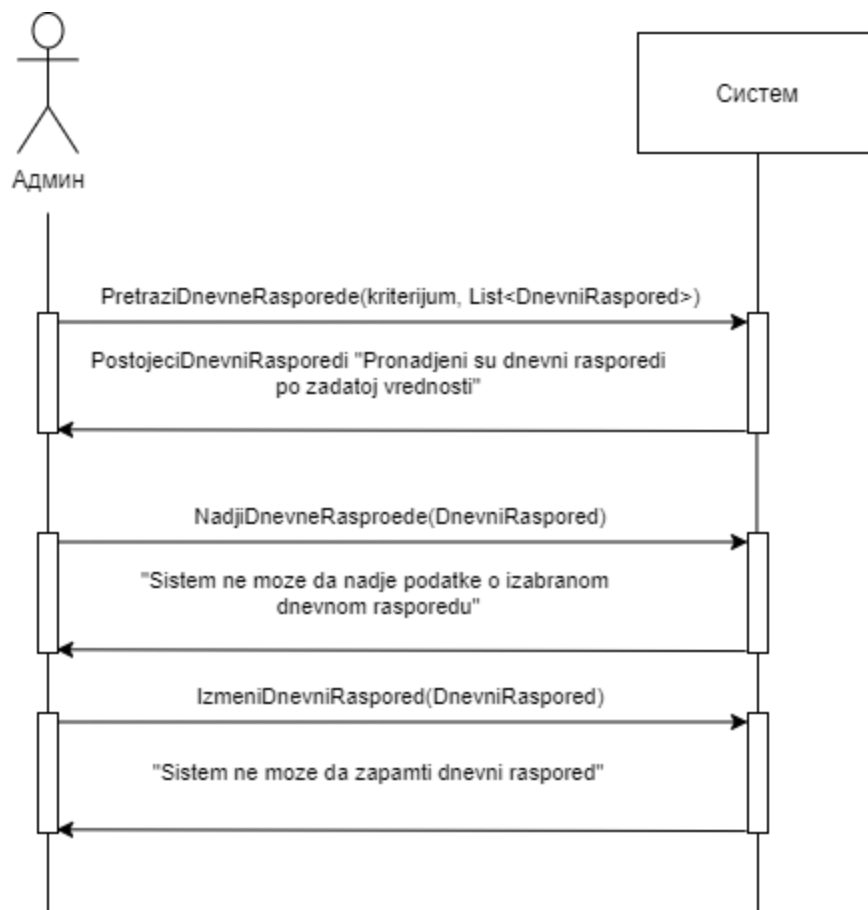 Систем
Админ
PretraziDnevneRasporede(kriterijum, List<DnevniRaspored>)
PostojeciDnevniRasporedi "Pronadjeni su dnevni rasporedi
po zadatoj vrednosti"
NadjiDnevneRasproede(DnevniRaspored)
"Sistem ne moze da nadje podatke o izabranom
dnevnom rasporedu"
IzmeniDnevniRaspored(DnevniRaspored)
"Sistem ne moze da zapamti dnevni raspored"